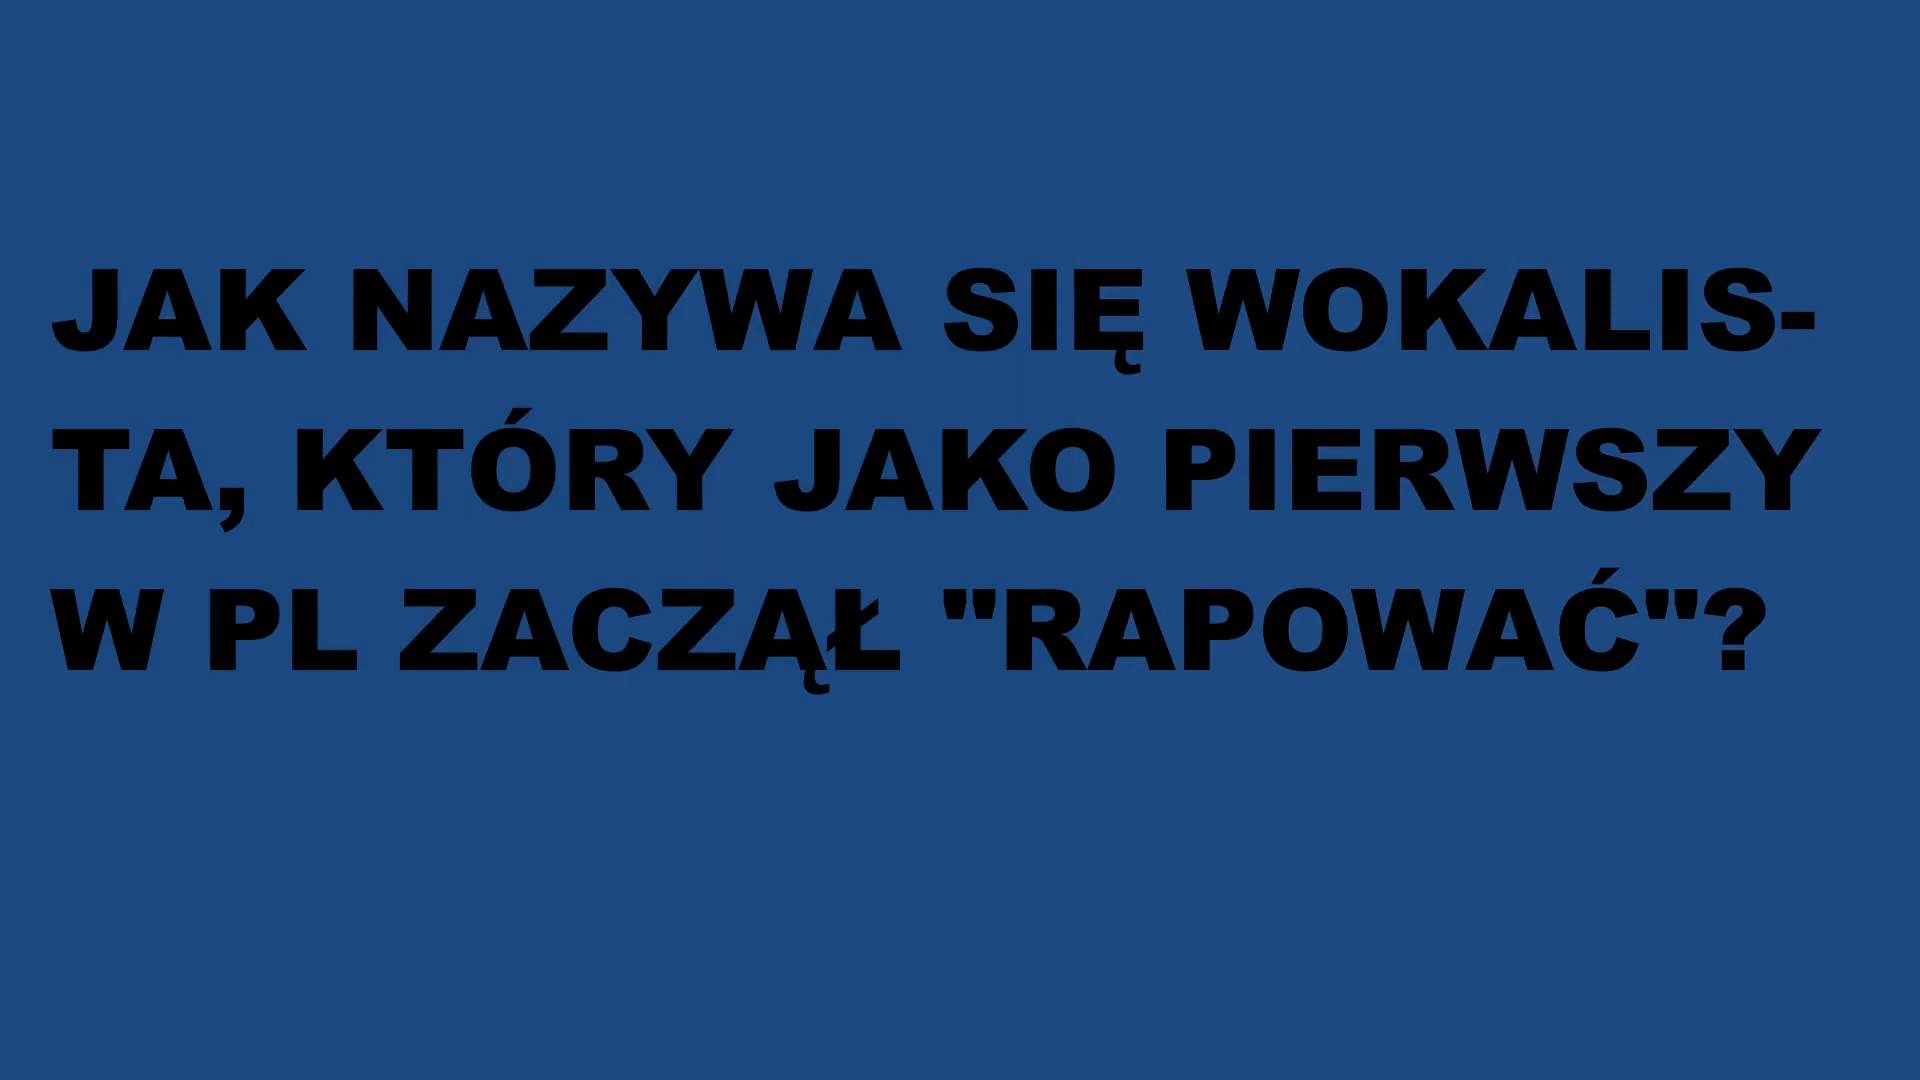 JAK NAZYWA SIĘ WOKALIS-
TA, KTÓRY JAKO PIERWSZY
W PL ZACZĄŁ "RAPOWAĆ"?